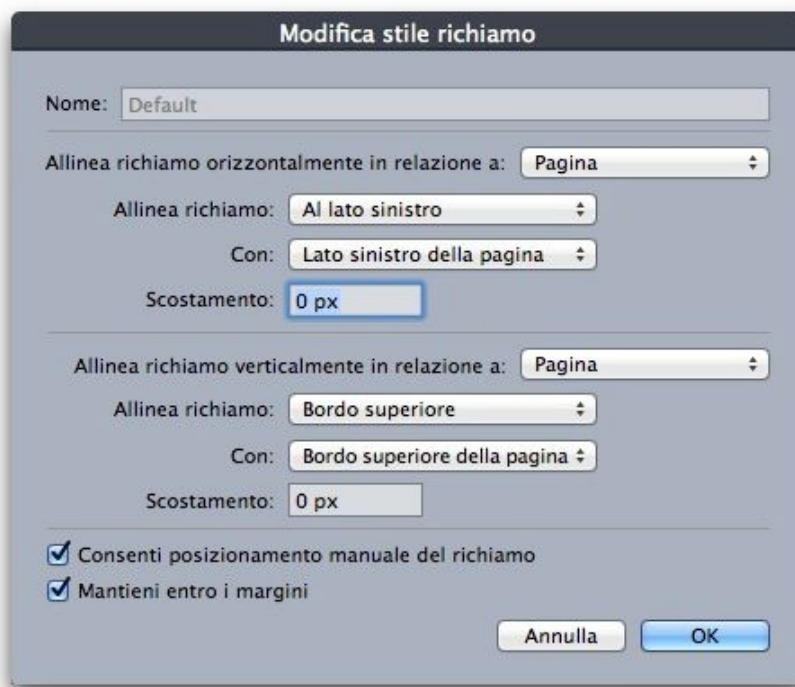 Modifica stile richiamo
Nome: Default
Allinea richiamo orizzontalmente in relazione a: Pagina
Allinea richiamo: Al lato sinistro
Con: Lato sinistro della pagina
Scostamento: 0 px
Allinea richiamo verticalmente in relazione a: Pagina
Allinea richiamo: Bordo superiore
Con: Bordo superiore della pagina
Scostamento: 0 px
Consenti posizionamento manuale del richiamo
Mantieni entro i margini
Annulla OK